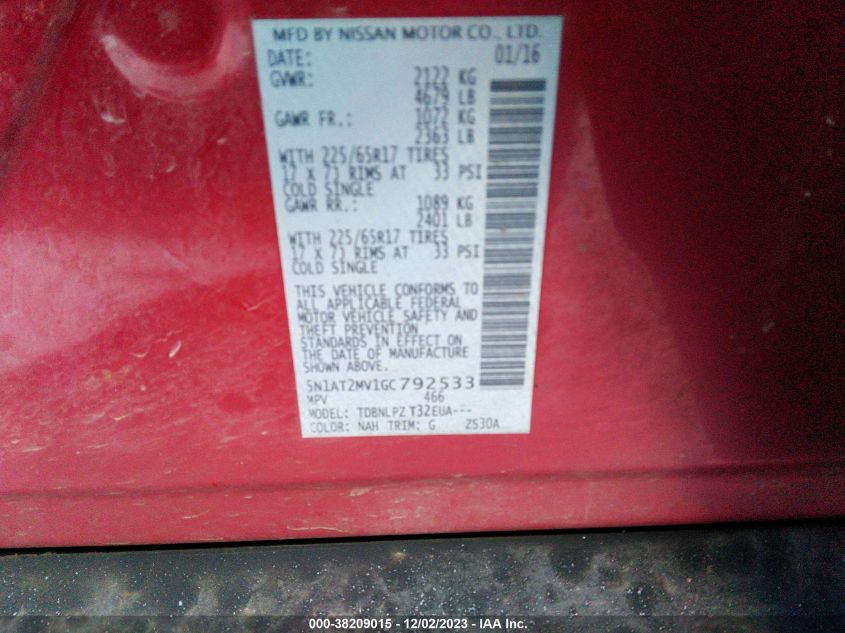 MFD BY NISSAN MOTOR CO., LTD.
DATE: 01/16
GVWR: 2122 KG
4679 LB
GAWR FR.: 1072 KG
2363 LB
WITH 225/65R17 TIRES
17 X 7J RIMS AT 33 PSI
COLD SINGLE
GAWR RR.: 1089 KG
2401 LB
WITH 225/65R17 TIRES
17 X 7J RIMS AT 33 PSI
COLD SINGLE
THIS VEHICLE CONFORMS TO
ALL APPLICABLE FEDERAL
MOTOR VEHICLE SAFETY AND
THEFT PREVENTION
STANDARDS IN EFFECT ON
THE DATE OF MANUFACTURE
SHOWN ABOVE.
5N1AT2MV1GC792533
MPV 466
MODEL: TDBNLPZ T32EUA---
COLOR: NAH TRIM: G ZS30A
000-38209015 - 12/02/2023 - IAA Inc.